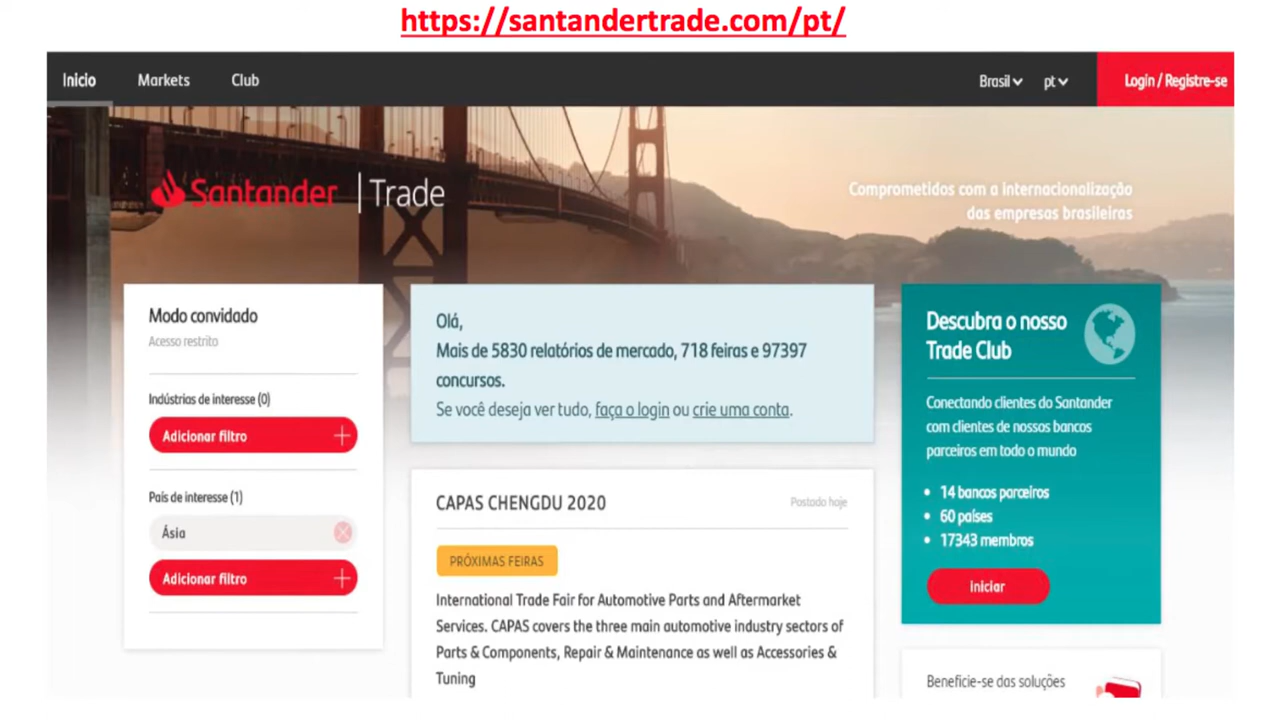 https://santandertrade.com/pt/
Inicio
Markets
Club
Brasil
pt
Login / Registre-se
Santander | Trade
Comprometidos com a internacionalização
das empresas brasileiras
Modo convidado
Acesso restrito
Indústrias de interesse (0)
Adicionar filtro
País de interesse (1)
Ásia
Adicionar filtro
Olá,
Mais de 5830 relatórios de mercado, 718 feiras e 97397
concursos.
Se você deseja ver tudo, faça o login ou crie uma conta.
CAPAS CHENGDU 2020
Postado hoje
PRÓXIMAS FEIRAS
International Trade Fair for Automotive Parts and Aftermarket
Services. CAPAS covers the three main automotive industry sectors of
Parts & Components, Repair & Maintenance as well as Accessories &
Tuning
Descubra o nosso
Trade Club
Conectando clientes do Santander
com clientes de nossos bancos
parceiros em todo o mundo
• 14 bancos parceiros
• 60 países
• 17343 membros
Iniciar
Beneficie-se das soluções